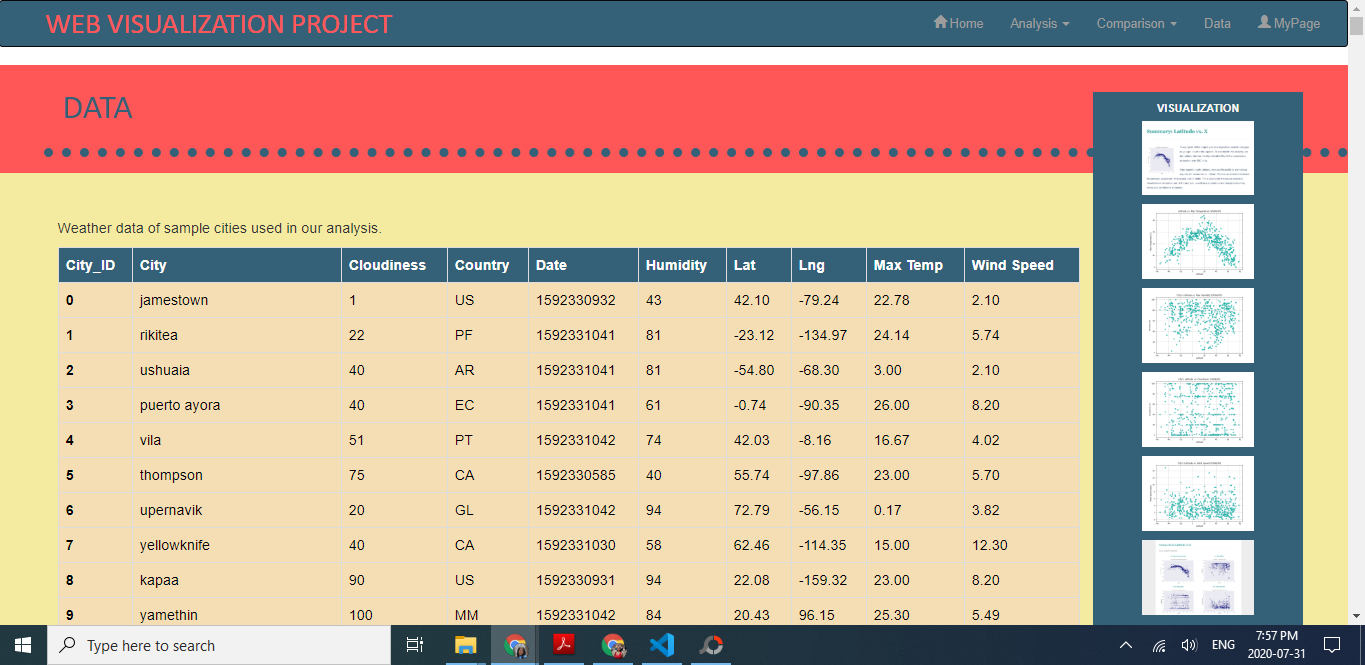 WEB VISUALIZATION PROJECT
Home Analysis Comparison Data MyPage
DATA
VISUALIZATION
Summary: Latitude vs. X
Weather data of sample cities used in our analysis.
City_ID City Cloudiness Country Date Humidity Lat Lng Max Temp Wind Speed
0 jamestown 1 US 1592330932 43 42.10 -79.24 22.78 2.10
1 rikitea 22 PF 1592331041 81 -23.12 -134.97 24.14 5.74
2 ushuaia 40 AR 1592331041 81 -54.80 -68.30 3.00 2.10
3 puerto ayora 40 EC 1592331041 61 -0.74 -90.35 26.00 8.20
4 vila 51 PT 1592331042 74 42.03 -8.16 16.67 4.02
5 thompson 75 CA 1592330585 40 55.74 -97.86 23.00 5.70
6 upernavik 20 GL 1592331042 94 72.79 -56.15 0.17 3.82
7 yellowknife 40 CA 1592331030 58 62.46 -114.35 15.00 12.30
8 kapaa 90 US 1592330931 94 22.08 -159.32 23.00 8.20
9 yamethin 100 MM 1592331042 84 20.43 96.15 25.30 5.49
Type here to search
ENG
7:57 PM
2020-07-31